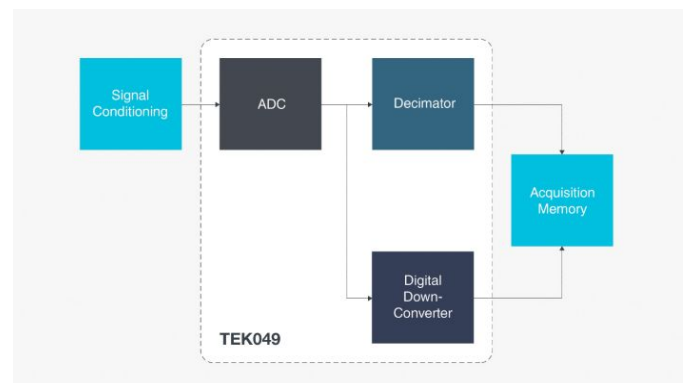 Signal
Conditioning
ADC
Decimator
Acquisition
Memory
Digital
Down-
Converter
TEK049